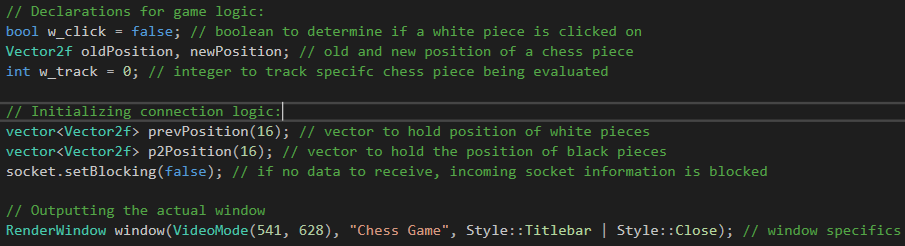 // Declarations for game logic:
bool w_click = false; // boolean to determine if a white piece is clicked on
Vector2f oldPosition, newPosition; // old and new position of a chess piece
int w_track = 0; // integer to track specifc chess piece being evaluated
// Initializing connection logic:
vector<Vector2f> prevPosition(16); // vector to hold position of white pieces
vector<Vector2f> p2Position(16); // vector to hold the position of black pieces
socket.setBlocking(false); // if no data to receive, incoming socket information is blocked
// Outputting the actual window
RenderWindow window(VideoMode(541, 628), "Chess Game", Style::Titlebar | Style::Close); // window specifics